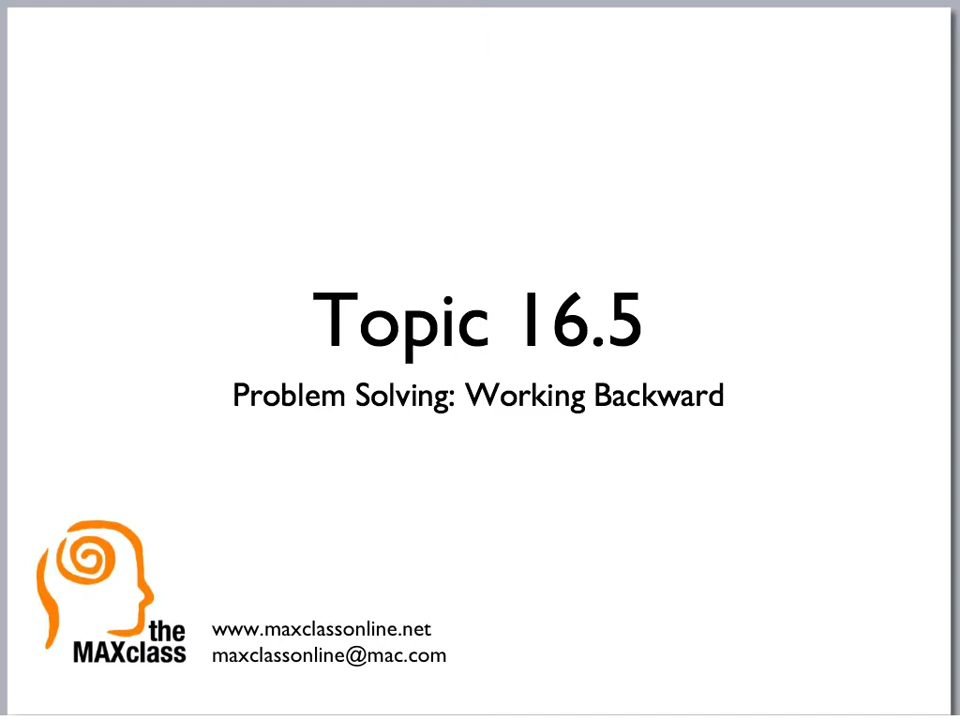 Topic 16.5
Problem Solving: Working Backward
the
MAXclass
www.maxclassonline.net
maxclassonline@mac.com